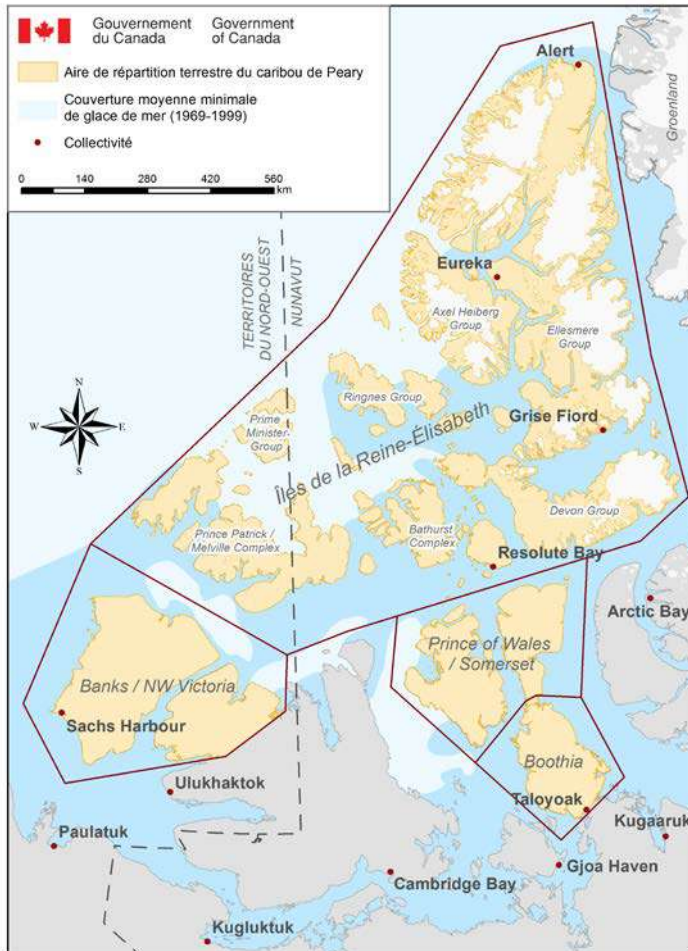 Gouvernement
du Canada
Government
of Canada
Aire de répartition terrestre du caribou de Peary
Couverture moyenne minimale
de glace de mer (1969-1999)
Collectivité
0 140 280 420 560
km
Alert
Groenland
TERRITOIRES
DU NORD-OUEST
NUNAVUT
Eureka
Axel Heiberg
Group
Ellesmere
Group
Ringnes Group
N
W E
S
Prime
Minister
Group
Grise Fiord
Îles de la Reine-Élisabeth
Prince Patrick /
Melville Complex
Bathurst
Complex
Devon Group
Resolute Bay
Arctic Bay
Prince of Wales
/ Somerset
Banks / NW Victoria
Sachs Harbour
Boothia
Ulukhaktok
Taloyoak
Paulatuk
Kugaaruk
Gjoa Haven
Cambridge Bay
Kugluktuk